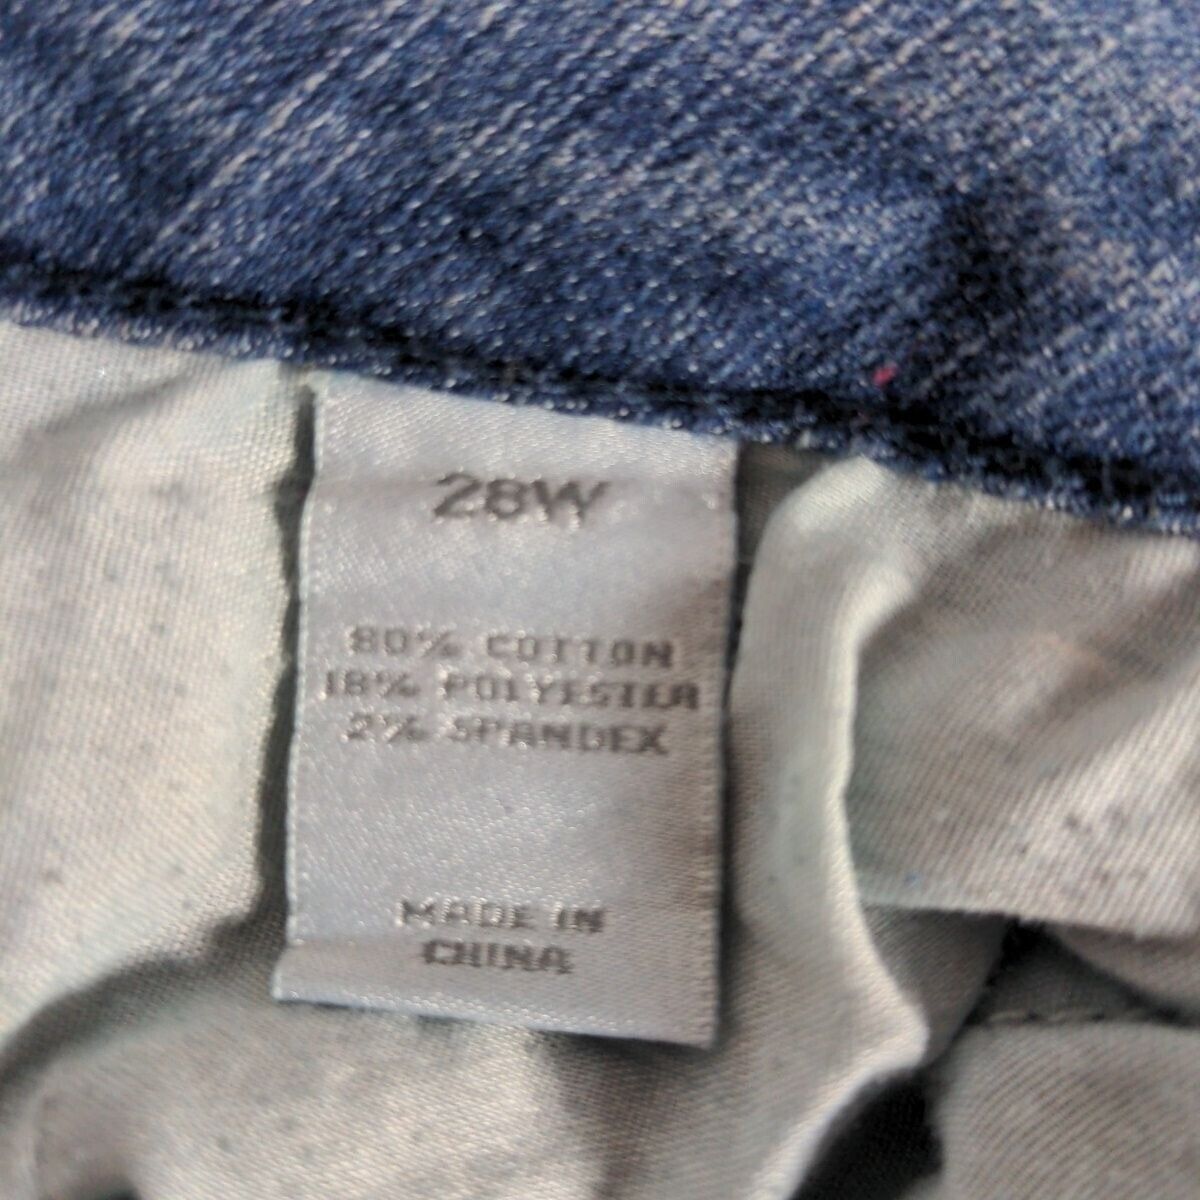 28W
80% COTTON
18% POLYESTER
2% SPANDEX
MADE IN
CHINA